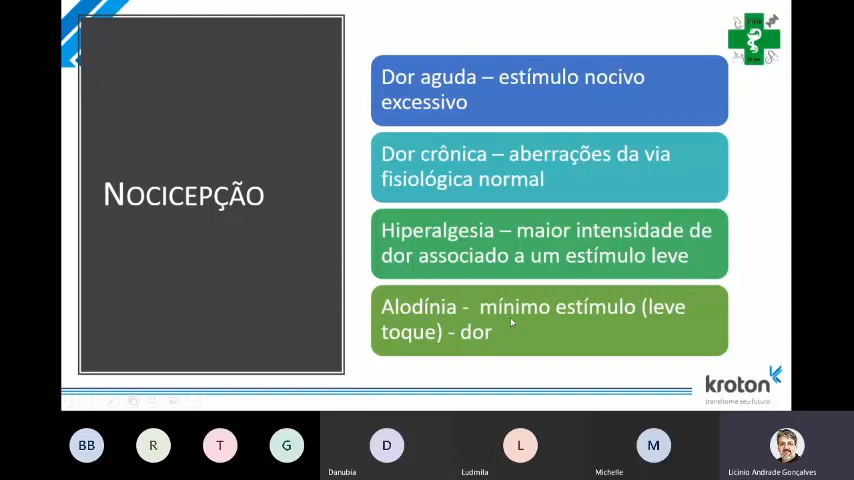 Nocicepção
Dor aguda – estímulo nocivo
excessivo
Dor crônica – aberrações da via
fisiológica normal
Hiperalgesia – maior intensidade de
dor associado a um estímulo leve
Alodínia - mínimo estímulo (leve
toque) - dor
kroton
transforme seu futuro
BB
R
T
G
D
L
M
Danubia
Ludmila
Michelle
Licinio Andrade Gonçalves